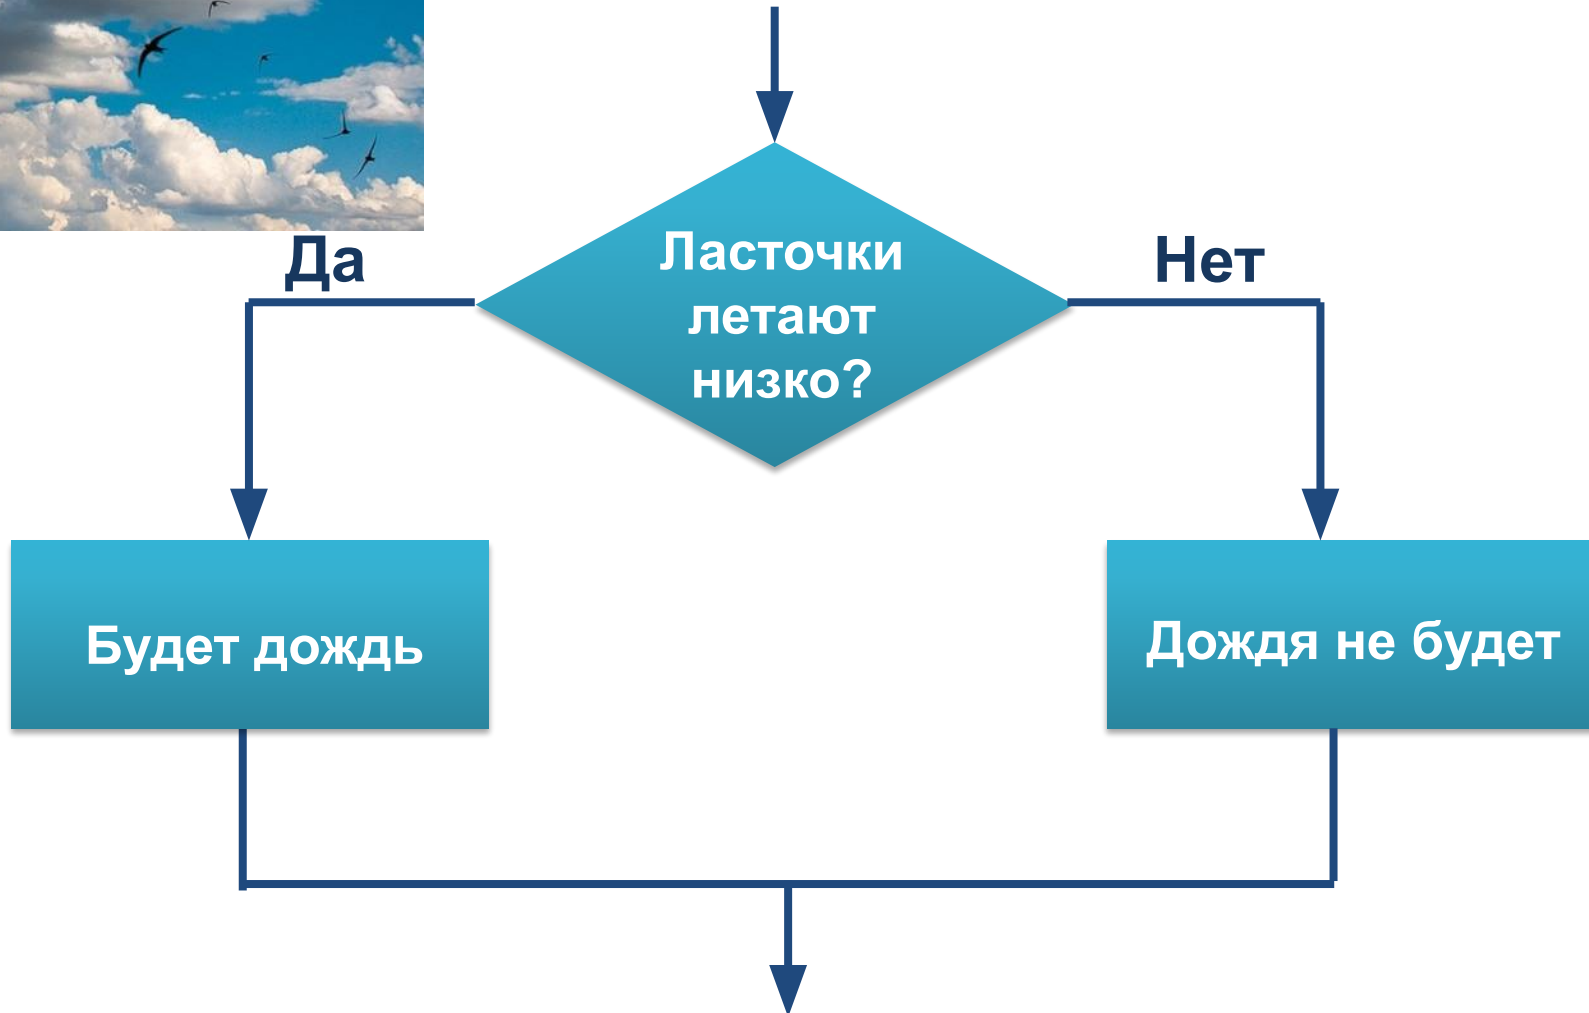 Да
Ласточки
летают
низко?
Нет
Будет дождь
Дождя не будет